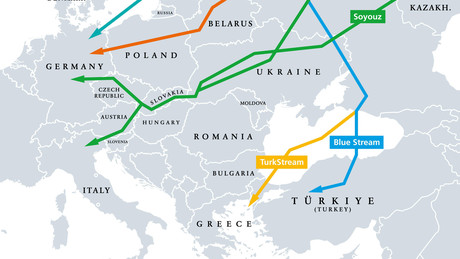 RUSSIA
KAZAKH.
BELARUS
Soyouz
POLAND
GERMANY
UKRAINE
CZECH
REPUBLIC
SLOVAKIA
MOLDOVA
AUSTRIA
HUNGARY
SLOVENIA
ROMANIA
Blue Stream
TurkStream
BULGARIA
ITALY
TÜRKIYE
(TURKEY)
GREECE